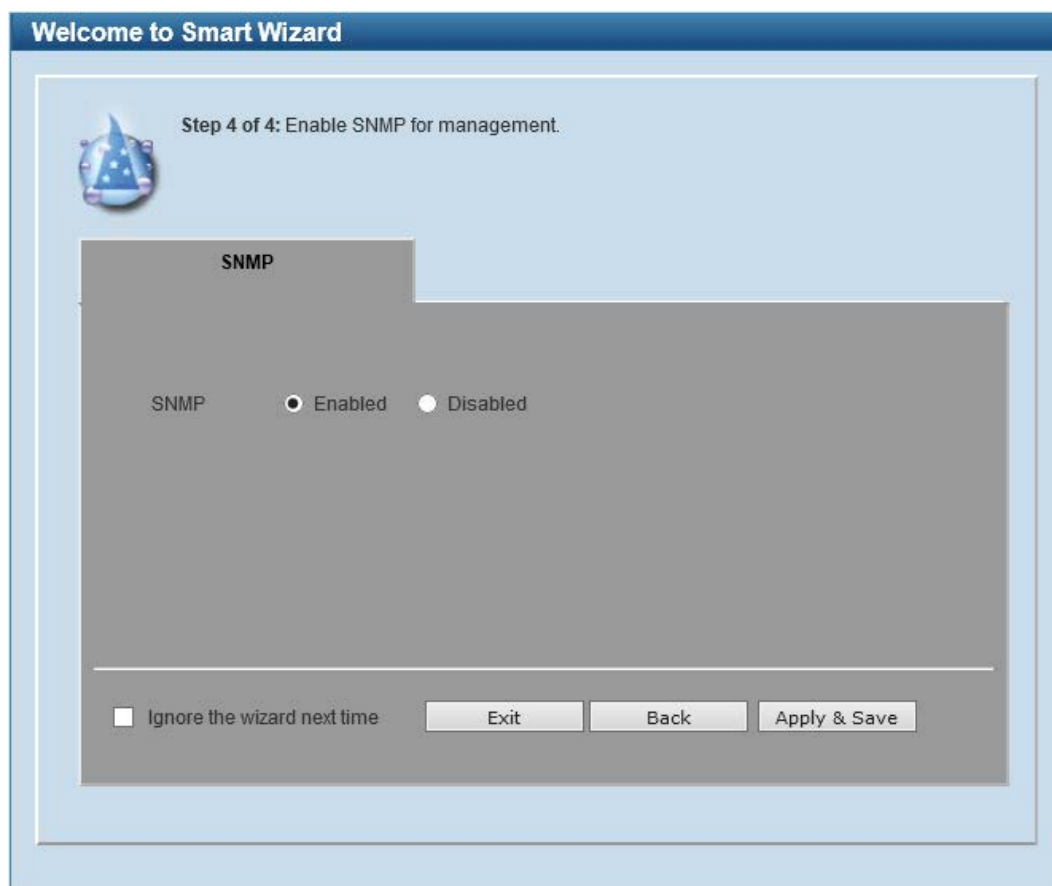 Welcome to Smart Wizard
Step 4 of 4: Enable SNMP for management.
SNMP
SNMP Enabled Disabled
Ignore the wizard next time Exit Back Apply & Save